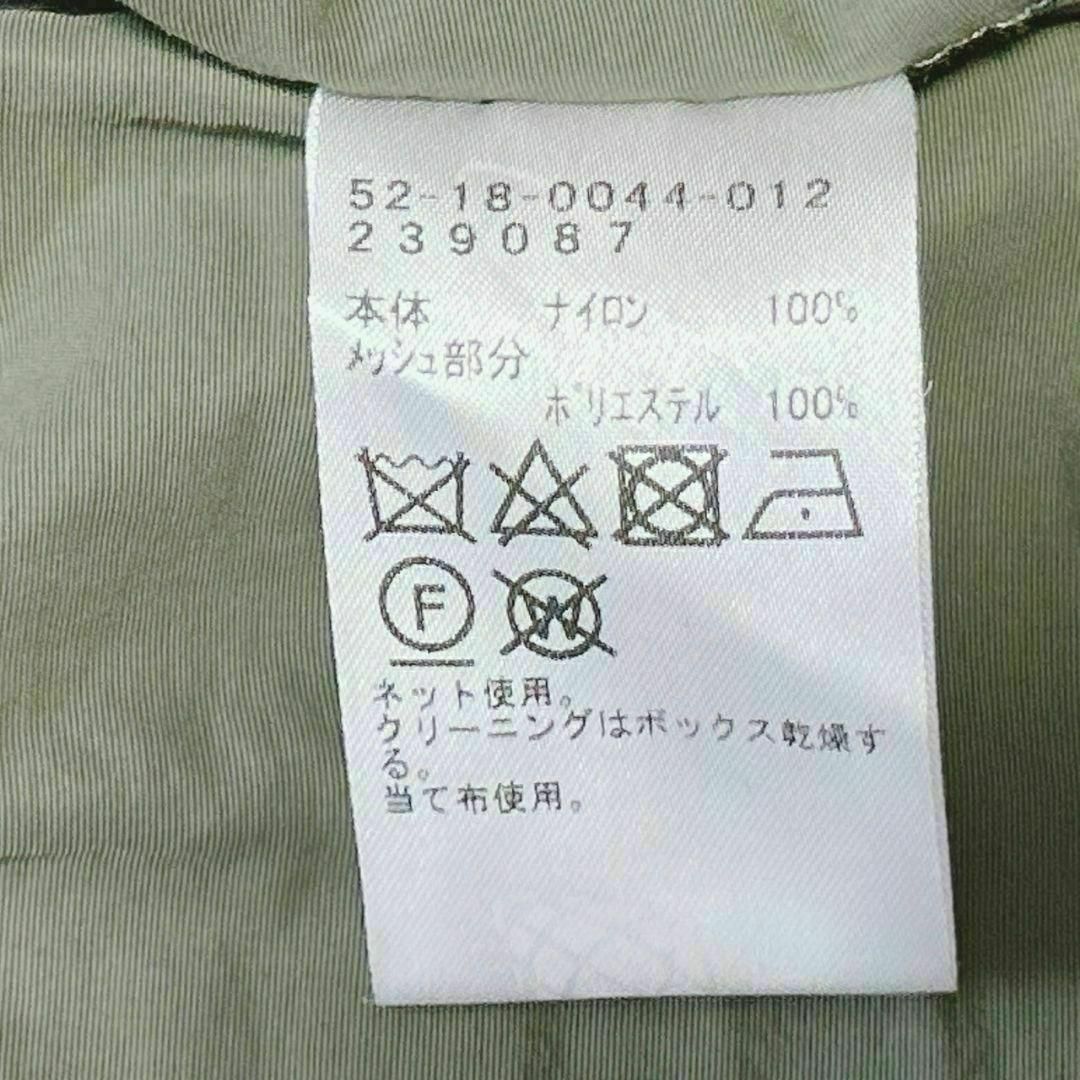 52-18-0044-012
239087
本体 ナイロン 100%
メッシュ部分
ポリエステル 100%
F W
ネット使用。
クリーニングはボックス乾燥す
る。
当て布使用。